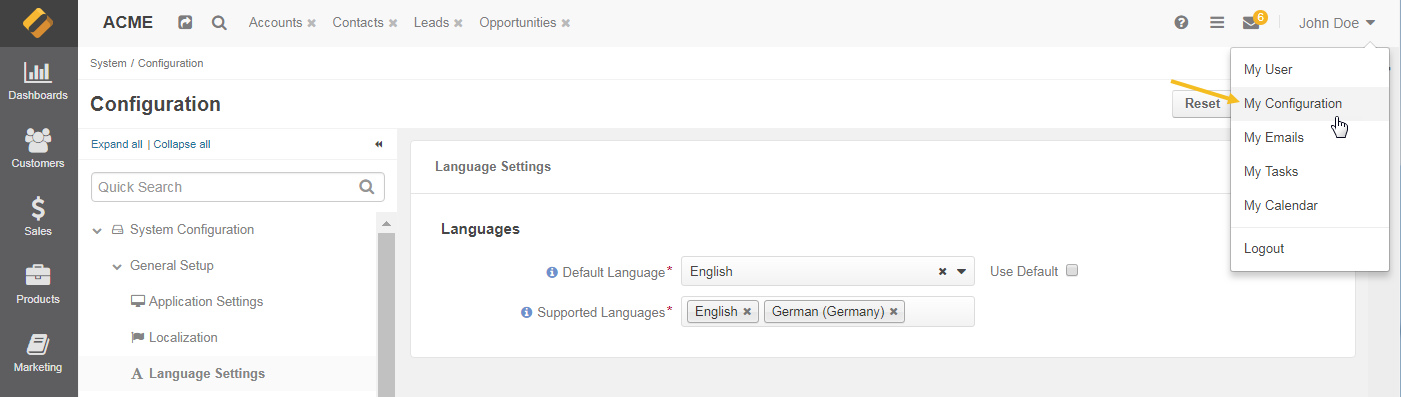 ACME Accounts Contacts Leads Opportunities 6 John Doe
Dashboards
Customers
Sales
Products
Marketing
System / Configuration
Configuration
Reset
My User
My Configuration
My Emails
My Tasks
My Calendar
Logout
Expand all | Collapse all
Quick Search
System Configuration
General Setup
Application Settings
Localization
A Language Settings
Language Settings
Languages
Default Language* English Use Default
Supported Languages* English German (Germany)